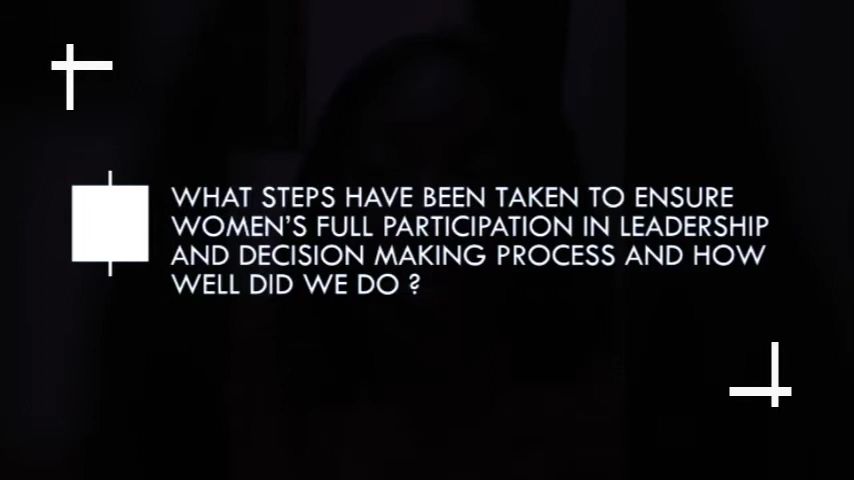 WHAT STEPS HAVE BEEN TAKEN TO ENSURE
WOMEN'S FULL PARTICIPATION IN LEADERSHIP
AND DECISION MAKING PROCESS AND HOW
WELL DID WE DO ?